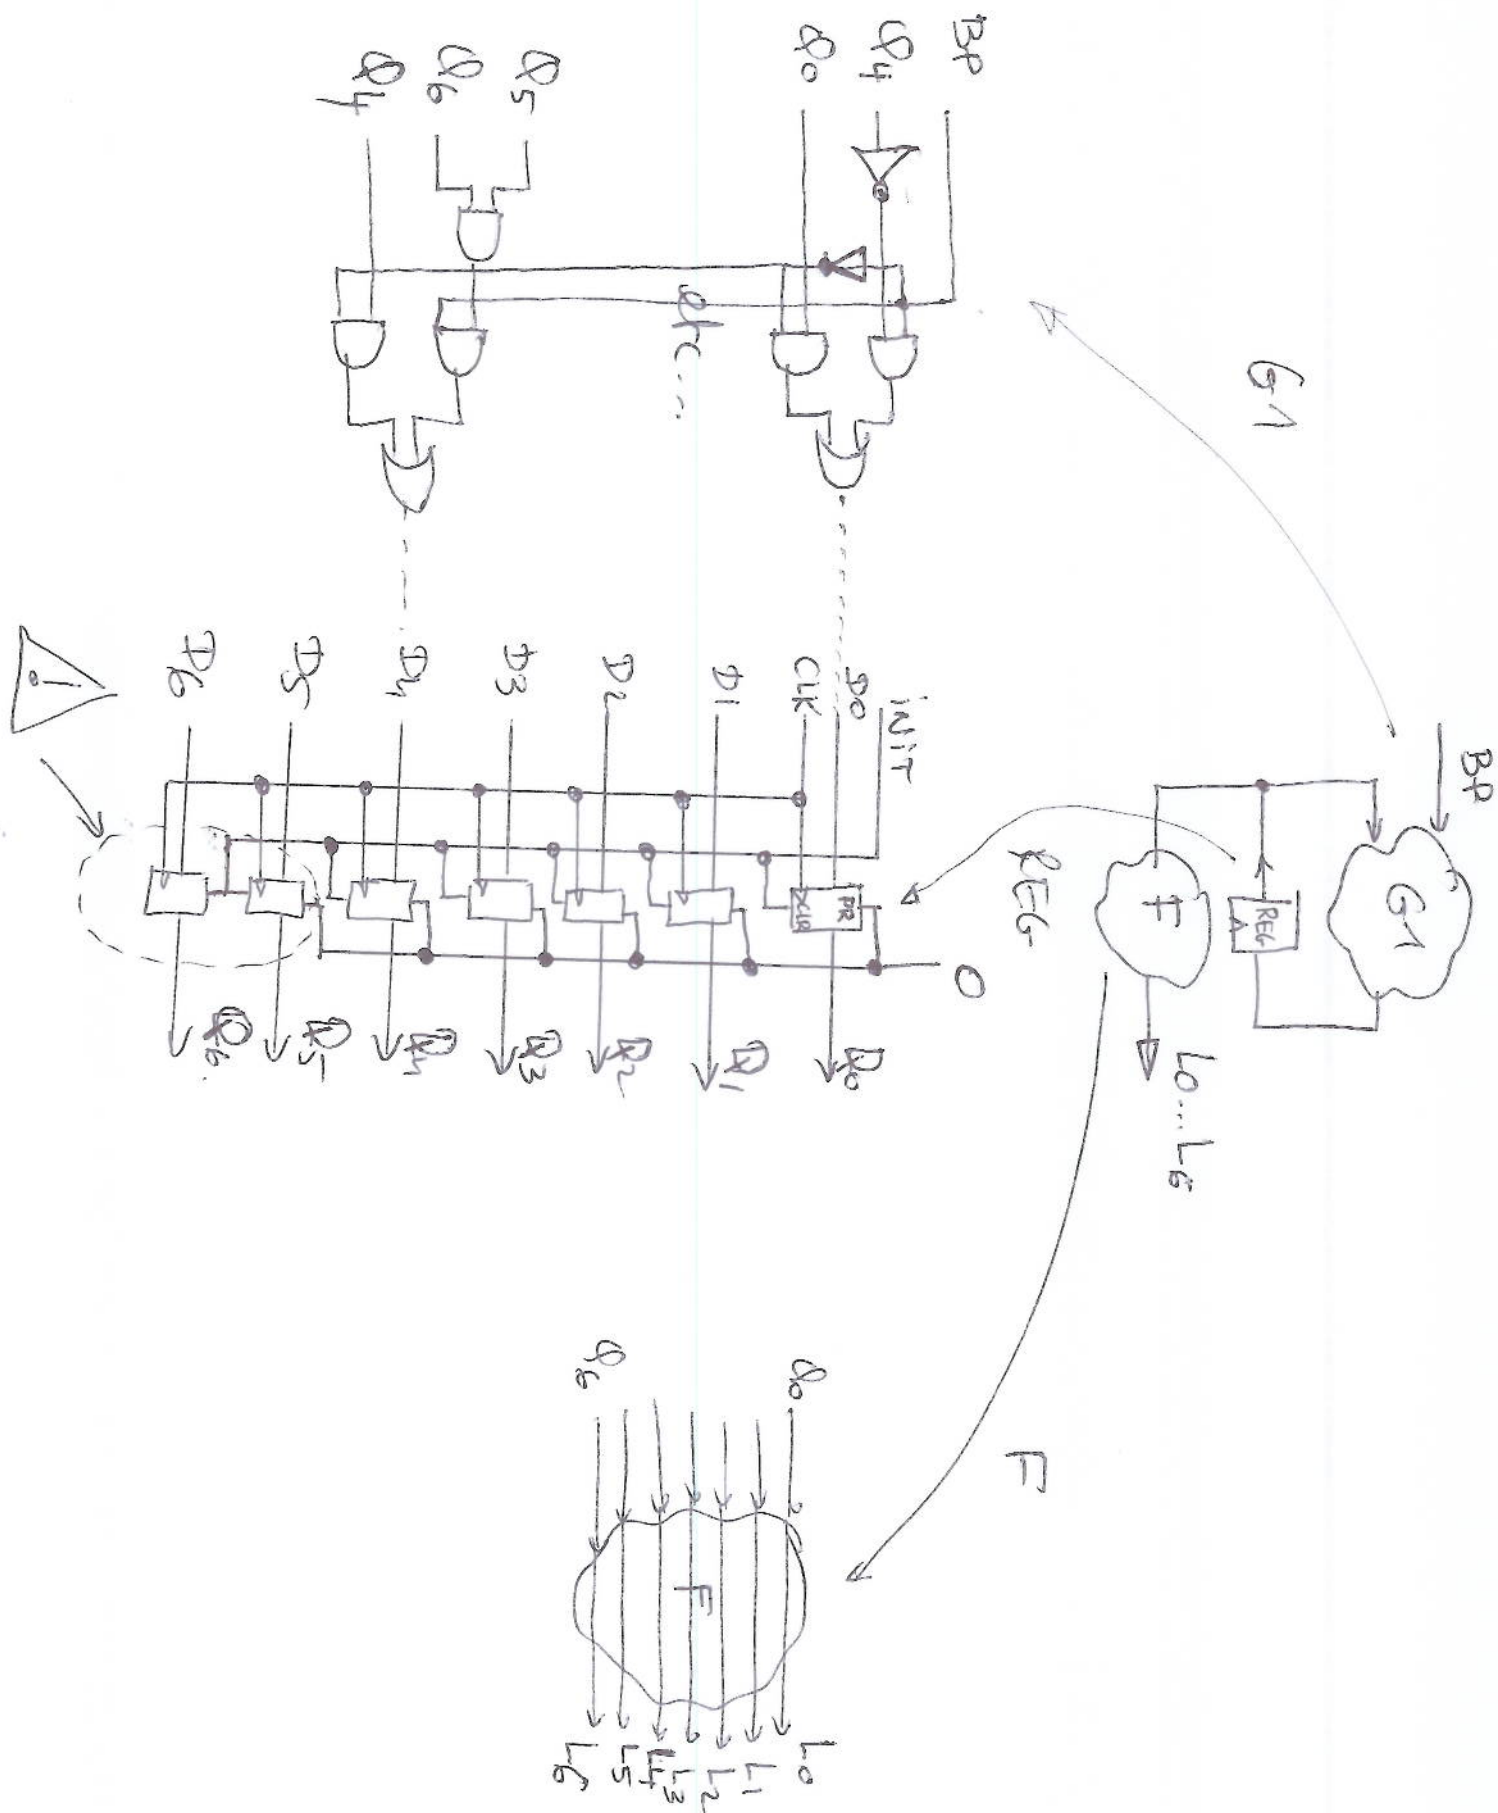 BP
G1
REG
F
L0...L6
G1
REG
F
BP
Q4
Q0
etc...
Q5
Q6
Q4
INIT
D0
CLK
D1
D2
D3
D4
D5
D6
PR
CLR
0
Q0
Q1
Q2
Q3
Q4
Q5
Q6
!
Q0
Q6
F
L0
L1
L2
L3
L4
L5
L6